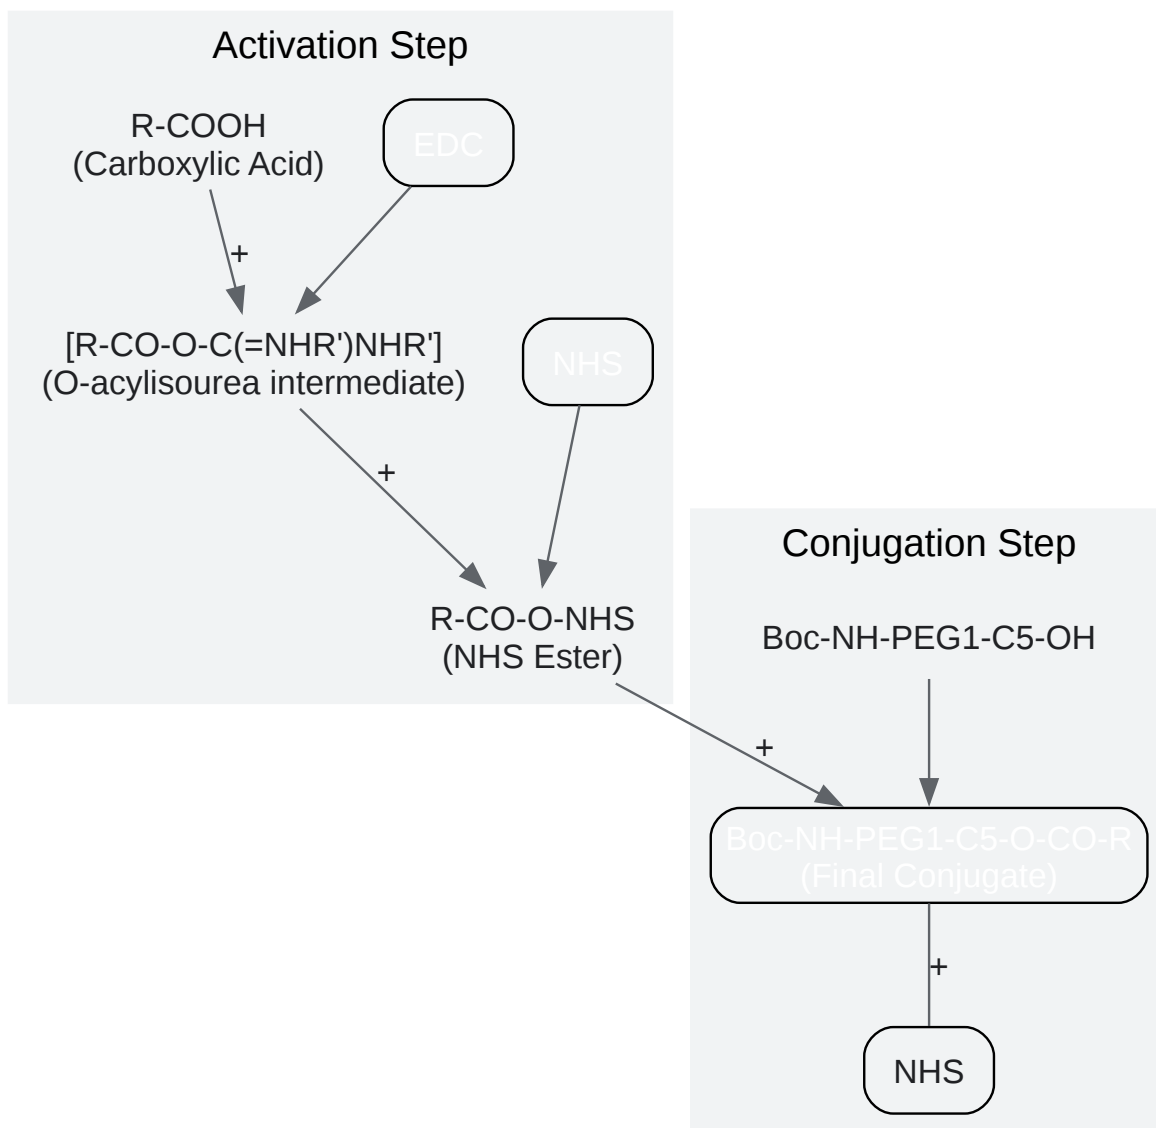 Activation Step
R-COOH
(Carboxylic Acid)
EDC
+
[R-CO-O-C(=NHR')NHR']
(O-acylisourea intermediate)
NHS
+
R-CO-O-NHS
(NHS Ester)
Conjugation Step
Boc-NH-PEG1-C5-OH
+
Boc-NH-PEG1-C5-O-CO-R
(Final Conjugate)
+
NHS